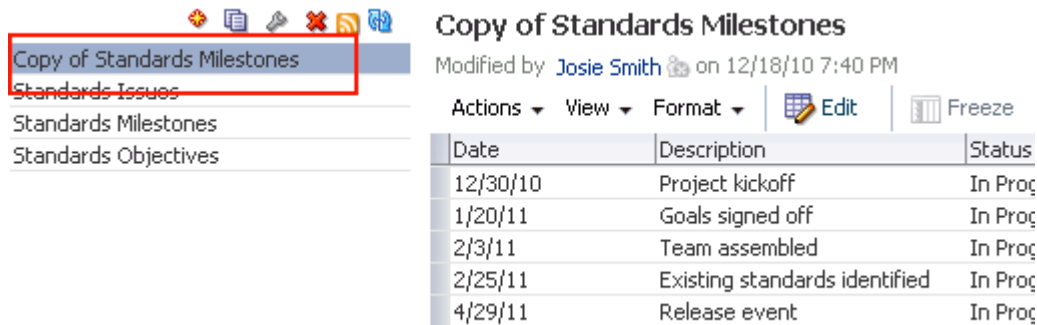 Copy of Standards Milestones
Standards Issues
Standards Milestones
Standards Objectives
Copy of Standards Milestones
Modified by Josie Smith on 12/18/10 7:40 PM
Actions View Format Edit Freeze
Date Description Status
12/30/10 Project kickoff In Prog
1/20/11 Goals signed off In Prog
2/3/11 Team assembled In Prog
2/25/11 Existing standards identified In Prog
4/29/11 Release event In Prog